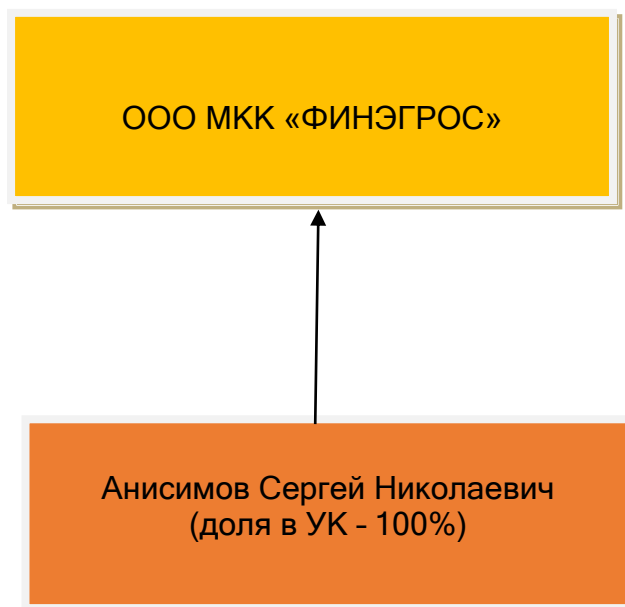 ООО МКК «ФИНЭГРОС»
Анисимов Сергей Николаевич
(доля в УК – 100%)